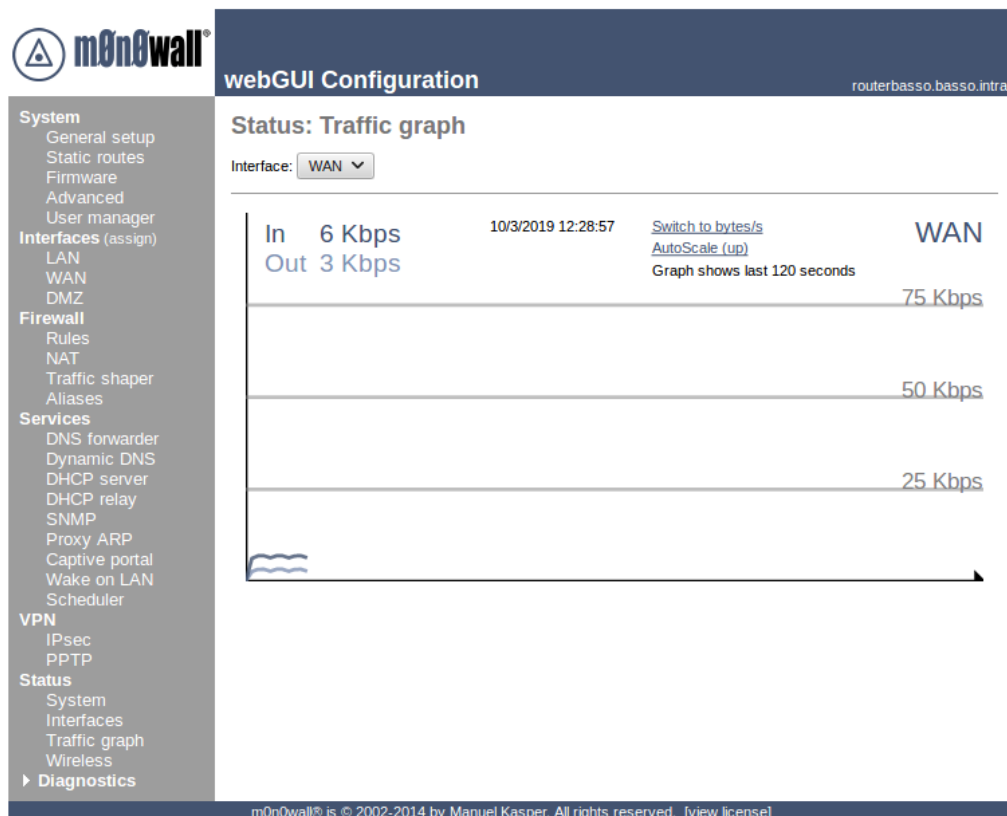 m0n0wall®
webGUI Configuration
routerbasso.basso.intra
System
General setup
Static routes
Firmware
Advanced
User manager
Interfaces (assign)
LAN
WAN
DMZ
Firewall
Rules
NAT
Traffic shaper
Aliases
Services
DNS forwarder
Dynamic DNS
DHCP server
DHCP relay
SNMP
Proxy ARP
Captive portal
Wake on LAN
Scheduler
VPN
IPsec
PPTP
Status
System
Interfaces
Traffic graph
Wireless
Diagnostics
Status: Traffic graph
Interface: WAN
In 6 Kbps
Out 3 Kbps
10/3/2019 12:28:57
Switch to bytes/s
AutoScale (up)
Graph shows last 120 seconds
WAN
75 Kbps
50 Kbps
25 Kbps
m0n0wall® is © 2002-2014 by Manuel Kasper. All rights reserved. [view license]